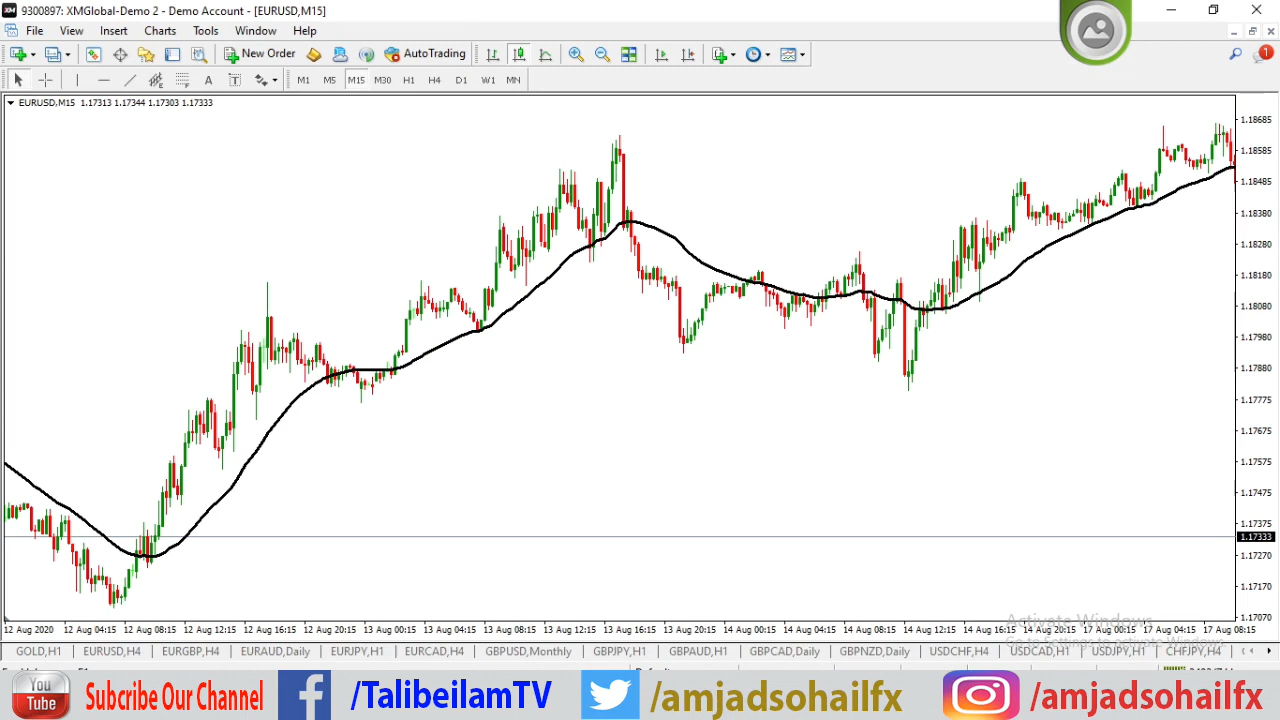 9300897: XMGlobal-Demo 2 - Demo Account - [EURUSD,M15]
File View Insert Charts Tools Window Help
New Order AutoTrading
M1 M5 M15 M30 H1 H4 D1 W1 MN
1
EURUSD,M15 1.17313 1.17344 1.17303 1.17333
1.18685
1.18585
1.18485
1.18380
1.18280
1.18180
1.18080
1.17980
1.17880
1.17775
1.17675
1.17575
1.17475
1.17375
1.17333
1.17270
1.17170
1.17070
Activate Windows
Go to Settings to activate Windows.
12 Aug 2020 12 Aug 04:15 12 Aug 08:15 12 Aug 12:15 12 Aug 16:15 12 Aug 20:15 13 Aug 00:15 13 Aug 04:15 13 Aug 08:15 13 Aug 12:15 13 Aug 16:15 13 Aug 20:15 14 Aug 00:15 14 Aug 04:15 14 Aug 08:15 14 Aug 12:15 14 Aug 16:15 14 Aug 20:15 17 Aug 00:15 17 Aug 04:15 17 Aug 08:15
GOLD,H1 EURUSD,H4 EURGBP,H4 EURAUD,Daily EURJPY,H1 EURCAD,H4 GBPUSD,Monthly GBPJPY,H1 GBPAUD,H1 GBPCAD,Daily GBPNZD,Daily USDCHF,H4 USDCAD,H1 USDJPY,H1 CHFJPY,H4
You
Tube
Subcribe Our Channel
/TalibeilamTV
/amjadsohailfx
/amjadsohailfx